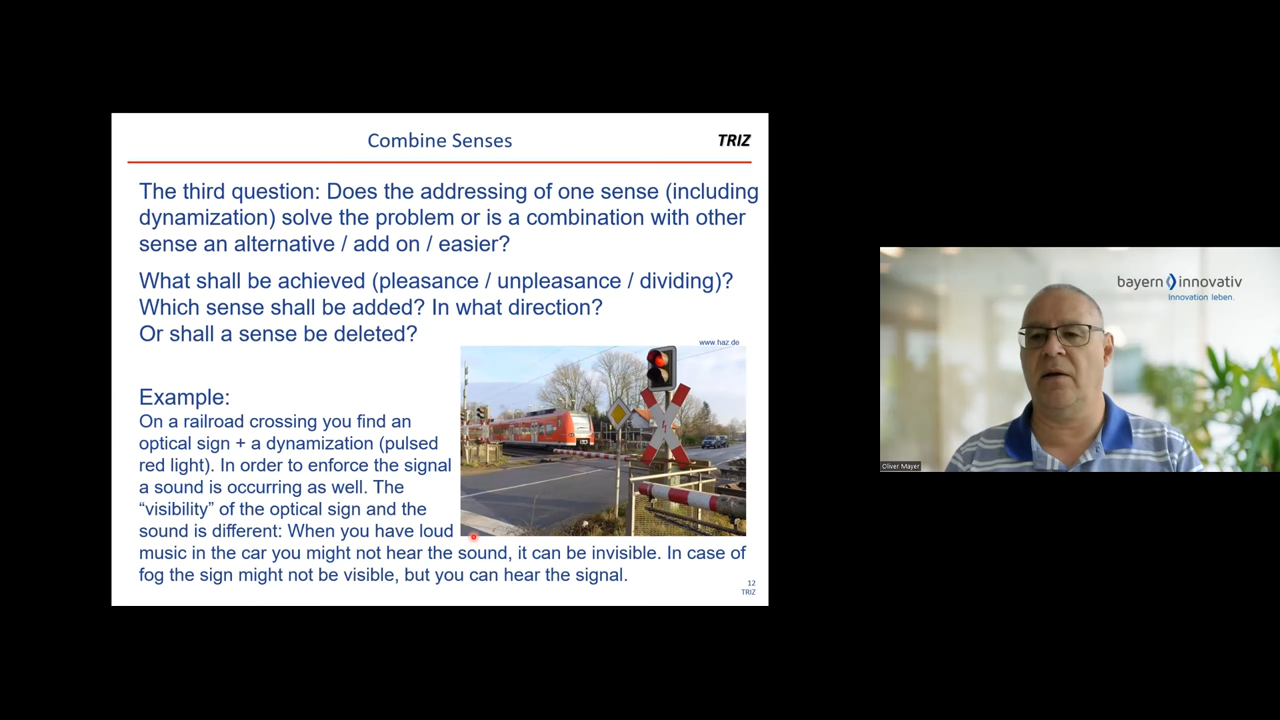 Combine Senses
TRIZ
The third question: Does the addressing of one sense (including
dynamization) solve the problem or is a combination with other
sense an alternative / add on / easier?
What shall be achieved (pleasance / unpleasance / dividing)?
Which sense shall be added? In what direction?
Or shall a sense be deleted?
www.haz.de
Example:
On a railroad crossing you find an
optical sign + a dynamization (pulsed
red light). In order to enforce the signal
a sound is occurring as well. The
“visibility” of the optical sign and the
sound is different: When you have loud
music in the car you might not hear the sound, it can be invisible. In case of
fog the sign might not be visible, but you can hear the signal.
12
TRIZ
bayern innovativ
Innovation leben.
Oliver Mayer